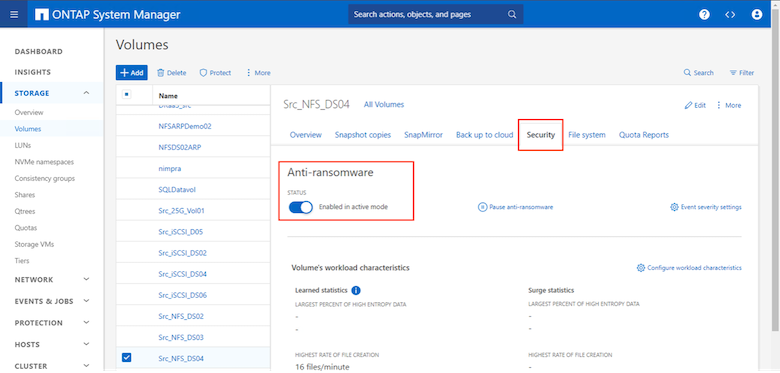 ONTAP System Manager
Search actions, objects, and pages
DASHBOARD
INSIGHTS
STORAGE
Overview
Volumes
LUNs
NVMe namespaces
Consistency groups
Shares
Qtrees
Quotas
Storage VMs
Tiers
NETWORK
EVENTS & JOBS
PROTECTION
HOSTS
CLUSTER
Volumes
+ Add Delete Protect More
Search Filter
Name
NFSARPDemo02
NFSDS02ARP
nimpra
SQLDatavol
Src_25G_Vol01
Src_iSCSI_D05
Src_iSCSI_DS02
Src_iSCSI_DS04
Src_iSCSI_DS06
Src_NFS_DS02
Src_NFS_DS03
Src_NFS_DS04
Src_NFS_DS04 All Volumes
Edit More
Overview Snapshot copies SnapMirror Back up to cloud Security File system Quota Reports
Anti-ransomware
STATUS
Enabled in active mode
Pause anti-ransomware
Event severity settings
Volume's workload characteristics
Configure workload characteristics
Learned statistics
LARGEST PERCENT OF HIGH ENTROPY DATA
-
-
HIGHEST RATE OF FILE CREATION
16 files/minute
Surge statistics
LARGEST PERCENT OF HIGH ENTROPY DATA
-
-
HIGHEST RATE OF FILE CREATION
-